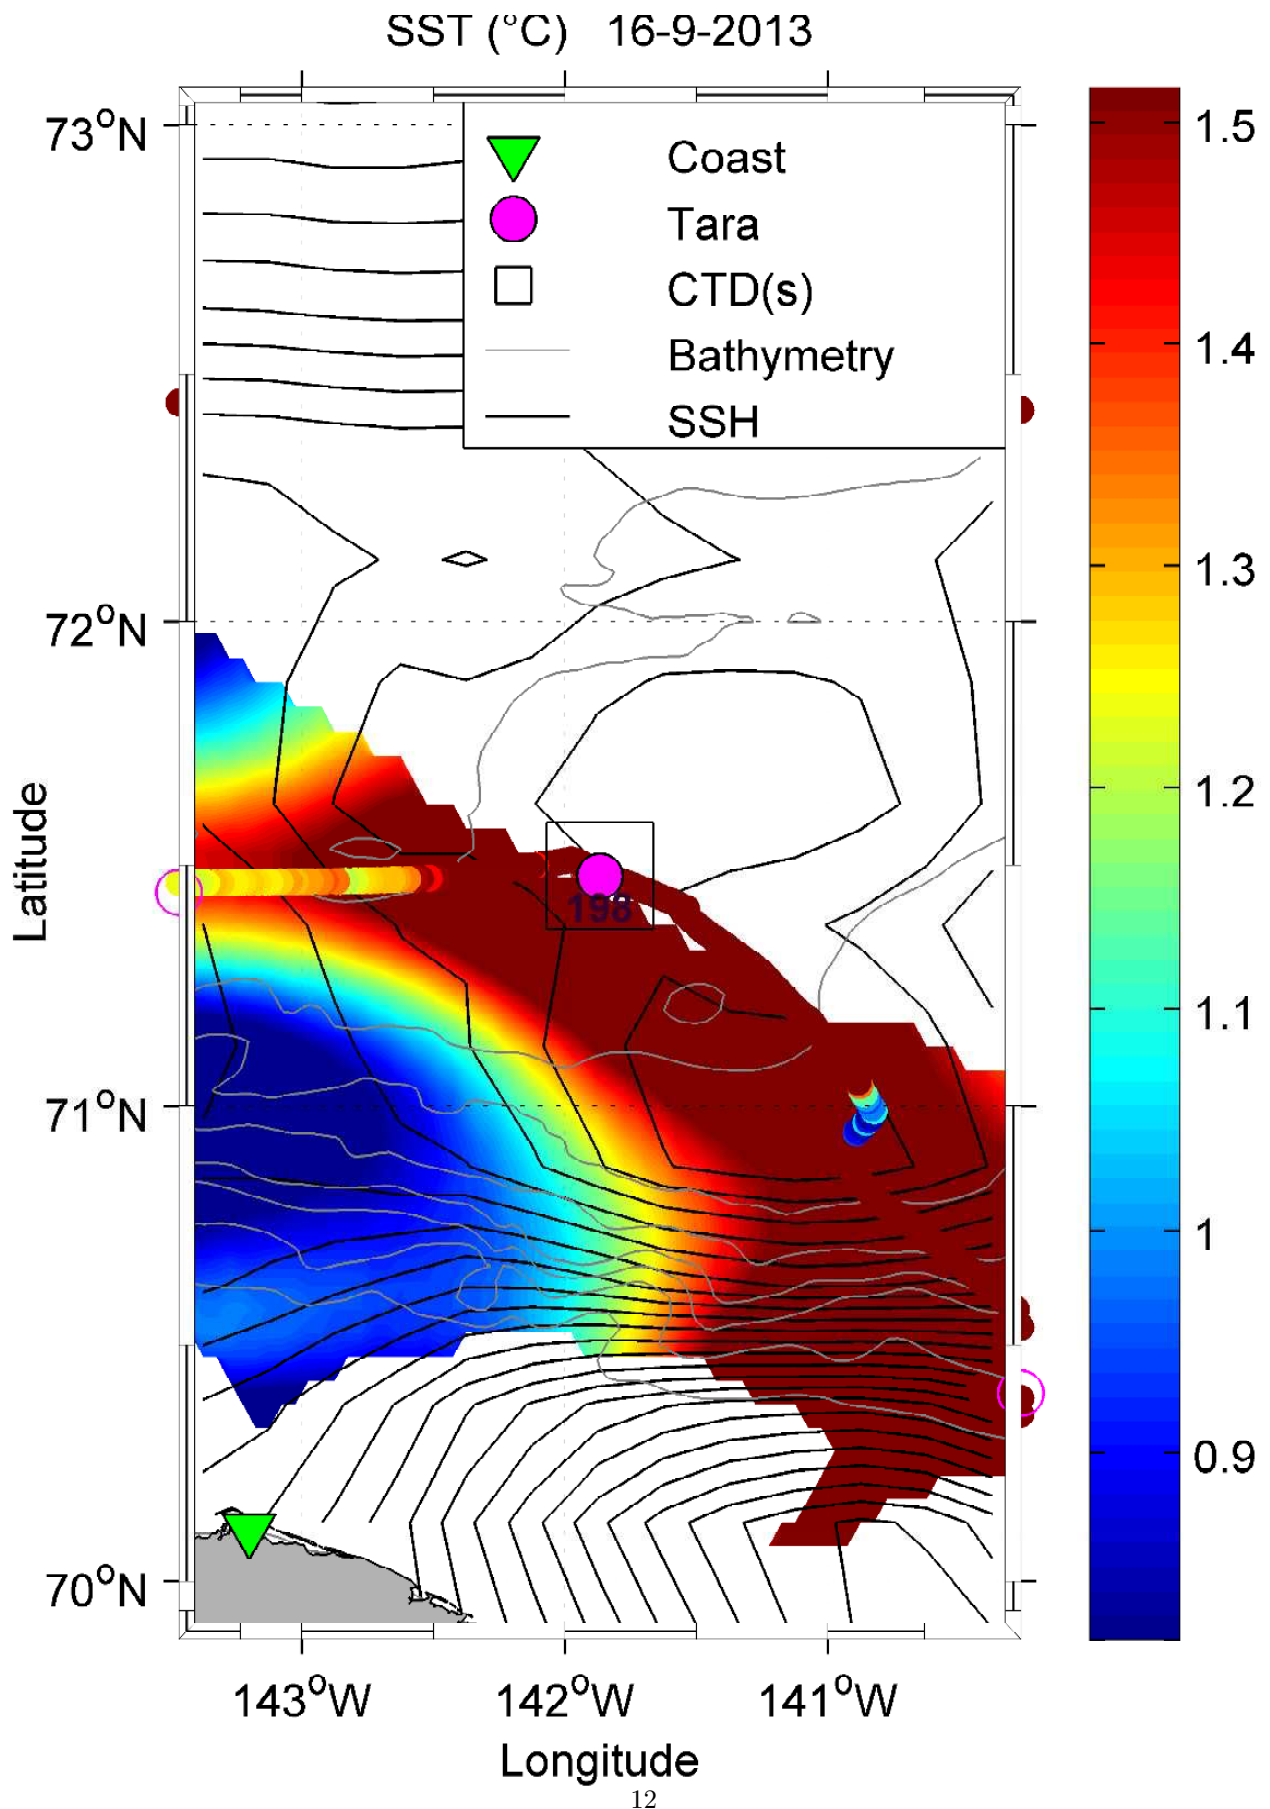 SST (°C) 16-9-2013
73°N
72°N
71°N
70°N
Latitude
Coast
Tara
CTD(s)
Bathymetry
SSH
198
1.5
1.4
1.3
1.2
1.1
1
0.9
143°W 142°W 141°W
Longitude
12